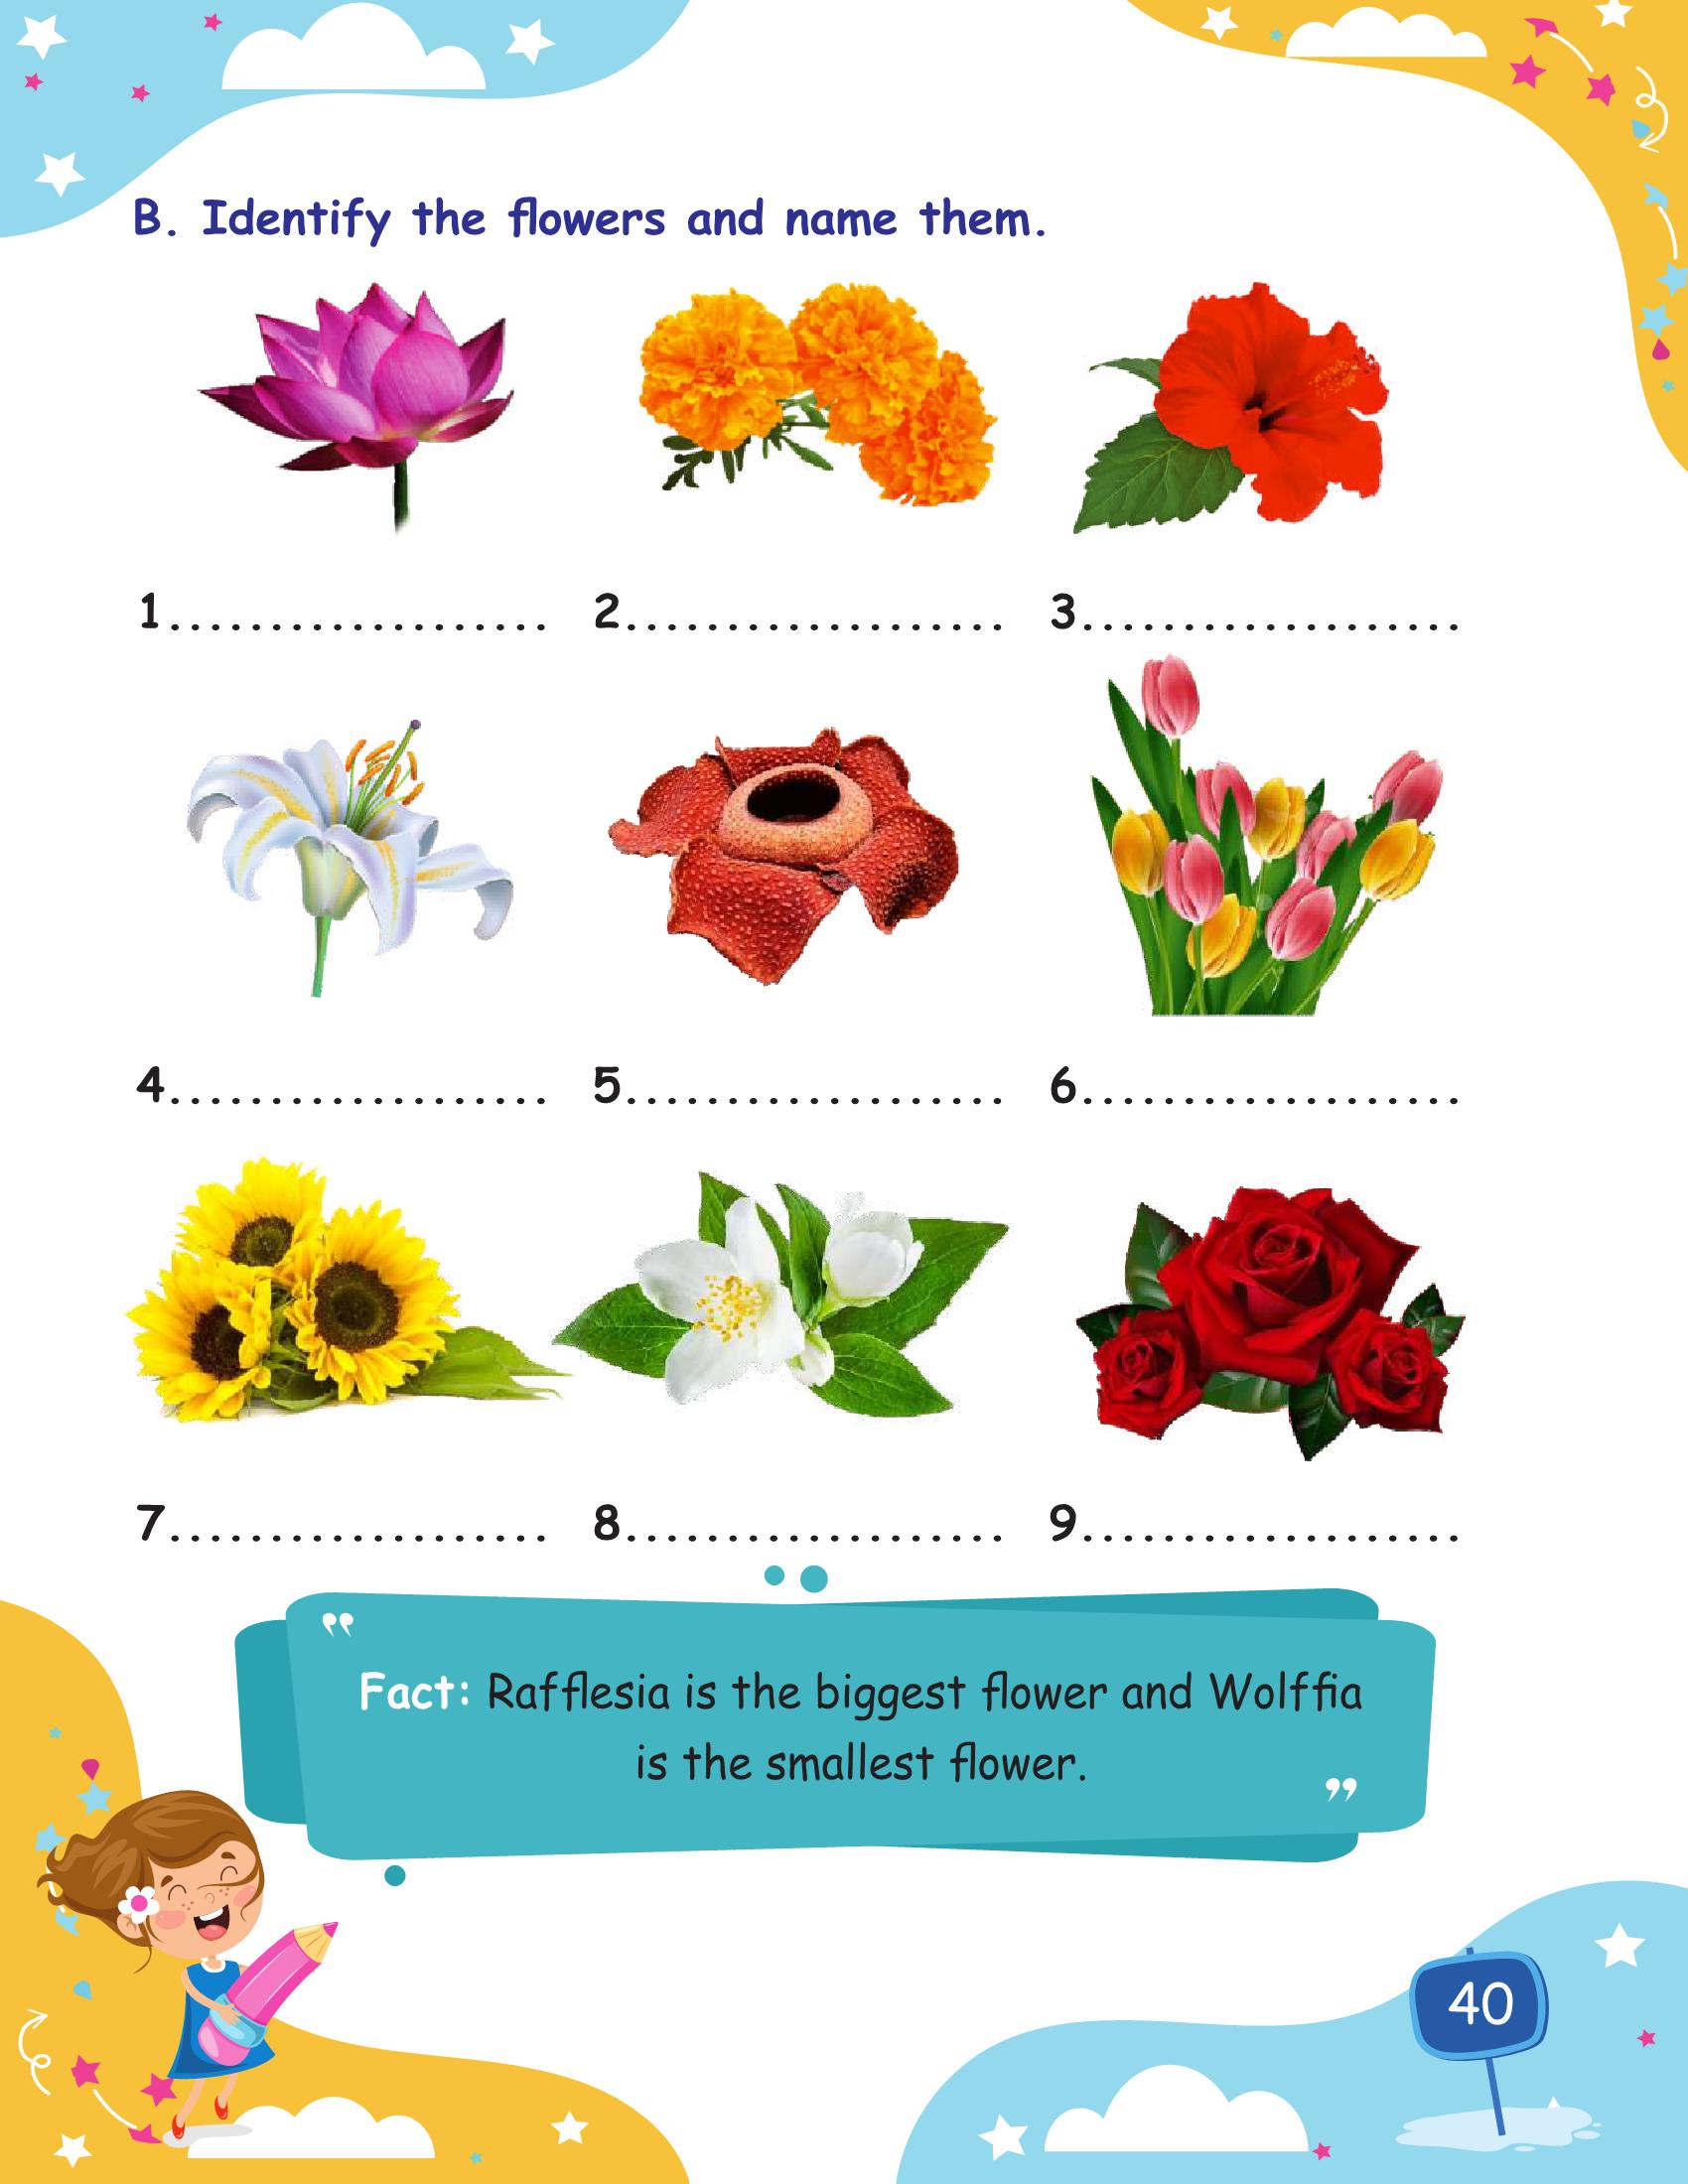 B. Identify the flowers and name them.
1................... 2................... 3...................
4................... 5................... 6...................
7................... 8................... 9...................
Fact: Rafflesia is the biggest flower and Wolffia
is the smallest flower.
40